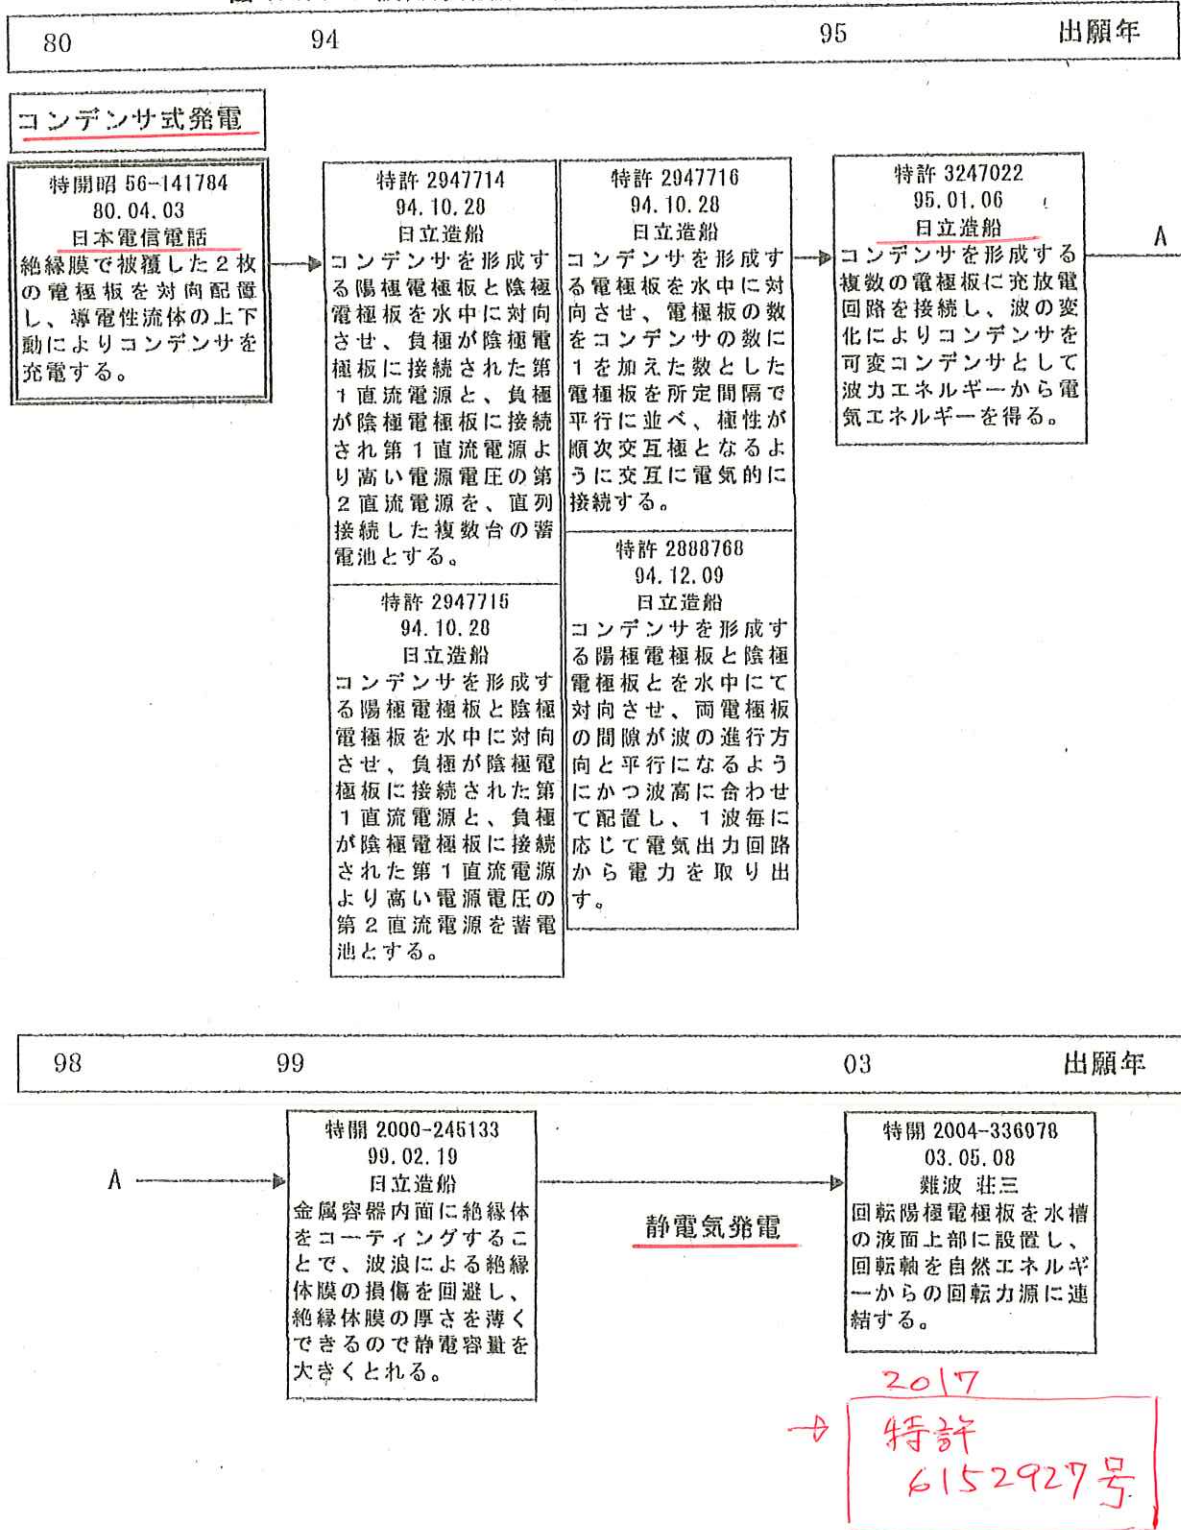 80 94 95 出願年
コンデンサ式発電
特開昭 56-141784
80.04.03
日本電信電話
絶縁膜で被覆した2枚
の電極板を対向配置
し、導電性流体の上下
動によりコンデンサを
充電する。
特許 2947714
94.10.28
日立造船
コンデンサを形成す
る陽極電極板と陰極
電極板を水中に対向
させ、負極が陰極電
極板に接続された第
1直流電源と、負極
が陰極電極板に接続
され第1直流電源よ
り高い電源電圧の第
2直流電源を、直列
接続した複数台の蓄
電池とする。
特許 2947715
94.10.28
日立造船
コンデンサを形成す
る陽極電極板と陰極
電極板を水中に対向
させ、負極が陰極電
極板に接続された第
1直流電源と、負極
が陰極電極板に接続
された第1直流電源
より高い電源電圧の
第2直流電源を蓄電
池とする。
特許 2947716
94.10.28
日立造船
コンデンサを形成す
る電極板を水中に対
向させ、電極板の数
をコンデンサの数に
1を加えた数とした
電極板を所定間隔で
平行に並べ、極性が
順次交互極となるよ
うに交互に電気的に
接続する。
特許 2888768
94.12.09
日立造船
コンデンサを形成す
る陽極電極板と陰極
電極板とを水中にて
対向させ、両電極板
の間隙が波の進行方
向と平行になるよう
にかつ波高に合わせ
て配置し、1波毎に
応じて電気出力回路
から電力を取り出
す。
特許 3247022
95.01.06
日立造船
コンデンサを形成する
複数の電極板に充放電
回路を接続し、波の変
化によりコンデンサを
可変コンデンサとして
波力エネルギーから電
気エネルギーを得る。
A
98 99 03 出願年
A
特開 2000-245133
99.02.19
日立造船
金属容器内面に絶縁体
をコーティングするこ
とで、波浪による絶縁
体膜の損傷を回避し、
絶縁体膜の厚さを薄く
できるので静電容量を
大きくとれる。
静電気発電
特開 2004-336978
03.05.08
難波 荘三
回転陽極電極板を水槽
の液面上部に設置し、
回転軸を自然エネルギ
ーからの回転力源に連
結する。
2017
特許
6152927号